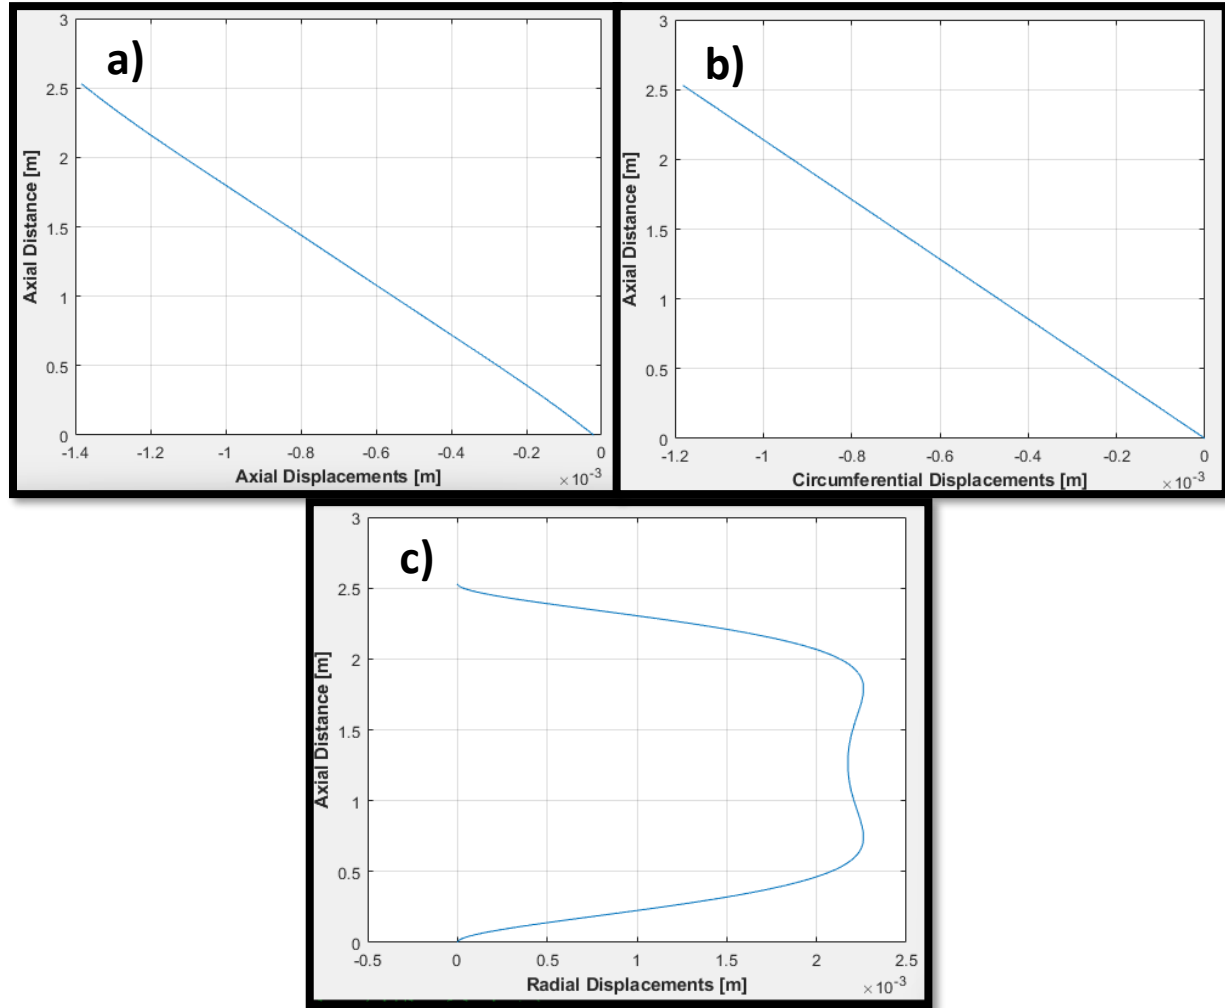 a)
3
2.5
2
1.5
1
0.5
0
Axial Distance [m]
-1.4 -1.2 -1 -0.8 -0.6 -0.4 -0.2 0
Axial Displacements [m]
×10-3
b)
3
2.5
2
1.5
1
0.5
0
Axial Distance [m]
-1.2 -1 -0.8 -0.6 -0.4 -0.2 0
Circumferential Displacements [m]
×10-3
c)
3
2.5
2
1.5
1
0.5
0
Axial Distance [m]
-0.5 0 0.5 1 1.5 2 2.5
Radial Displacements [m]
×10-3